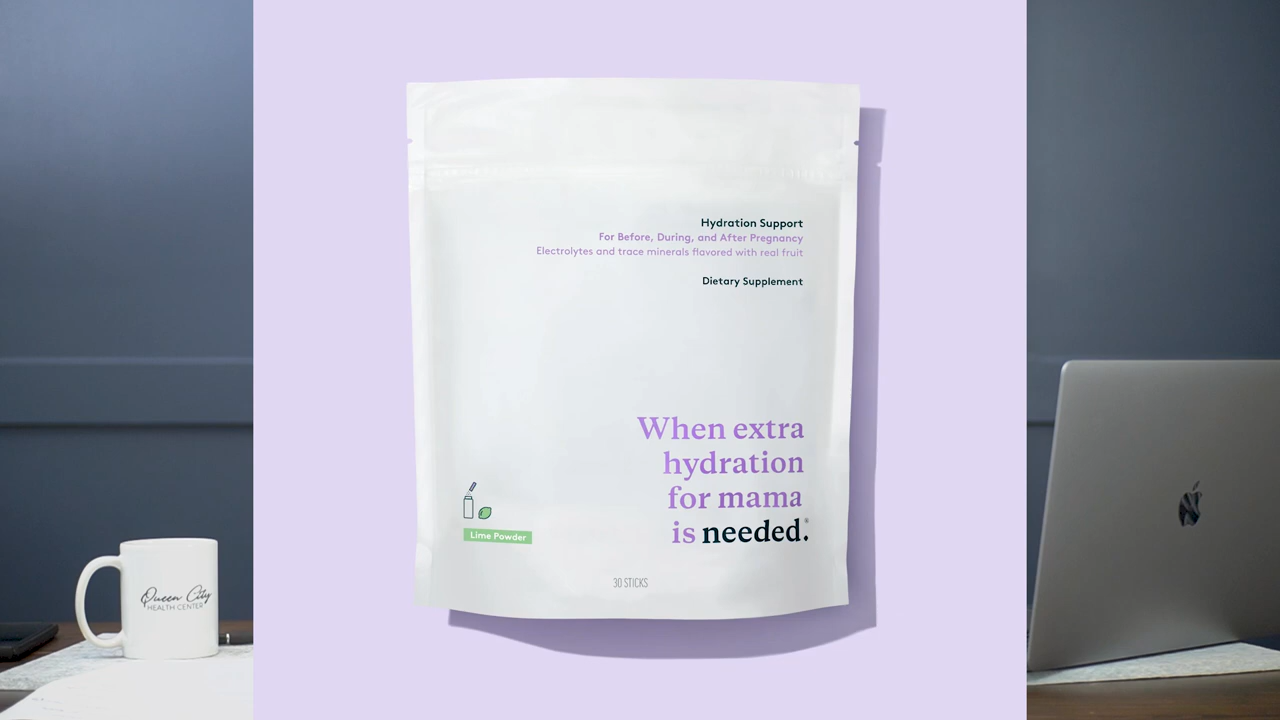 Hydration Support
For Before, During, and After Pregnancy
Electrolytes and trace minerals flavored with real fruit
Dietary Supplement
When extra
hydration
for mama
is needed.®
Lime Powder
30 STICKS
Queen City
HEALTH CENTER